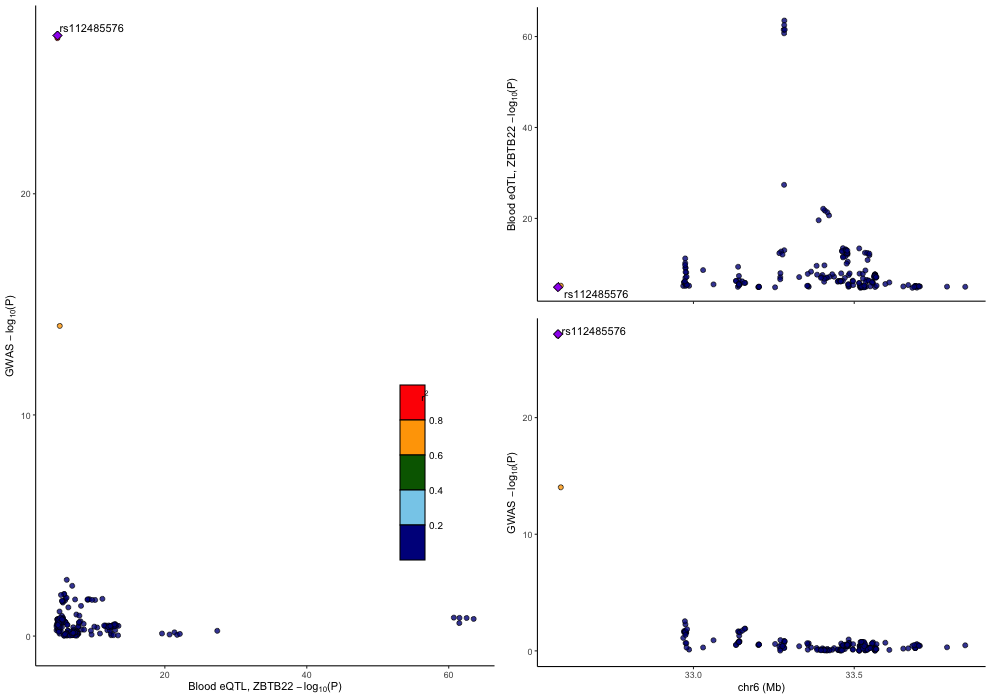 rs112485576
20
10
0
GWAS −log10(P)
20
40
60
Blood eQTL, ZBTB22 −log10(P)
r2
0.8
0.6
0.4
0.2
60
40
20
Blood eQTL, ZBTB22 −log10(P)
rs112485576
rs112485576
20
10
0
GWAS −log10(P)
33.0
33.5
chr6 (Mb)